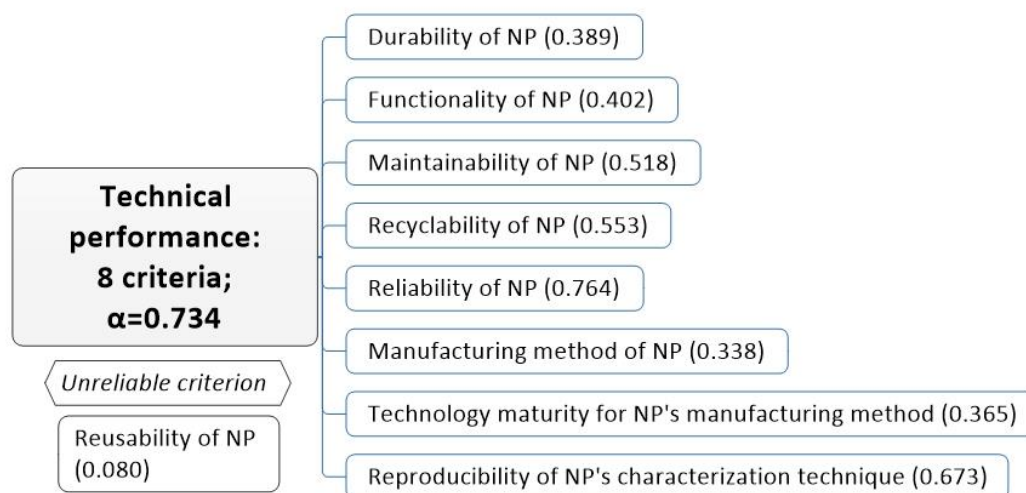 Technical
performance:
8 criteria;
α=0.734
Unreliable criterion
Reusability of NP
(0.080)
Durability of NP (0.389)
Functionality of NP (0.402)
Maintainability of NP (0.518)
Recyclability of NP (0.553)
Reliability of NP (0.764)
Manufacturing method of NP (0.338)
Technology maturity for NP's manufacturing method (0.365)
Reproducibility of NP's characterization technique (0.673)